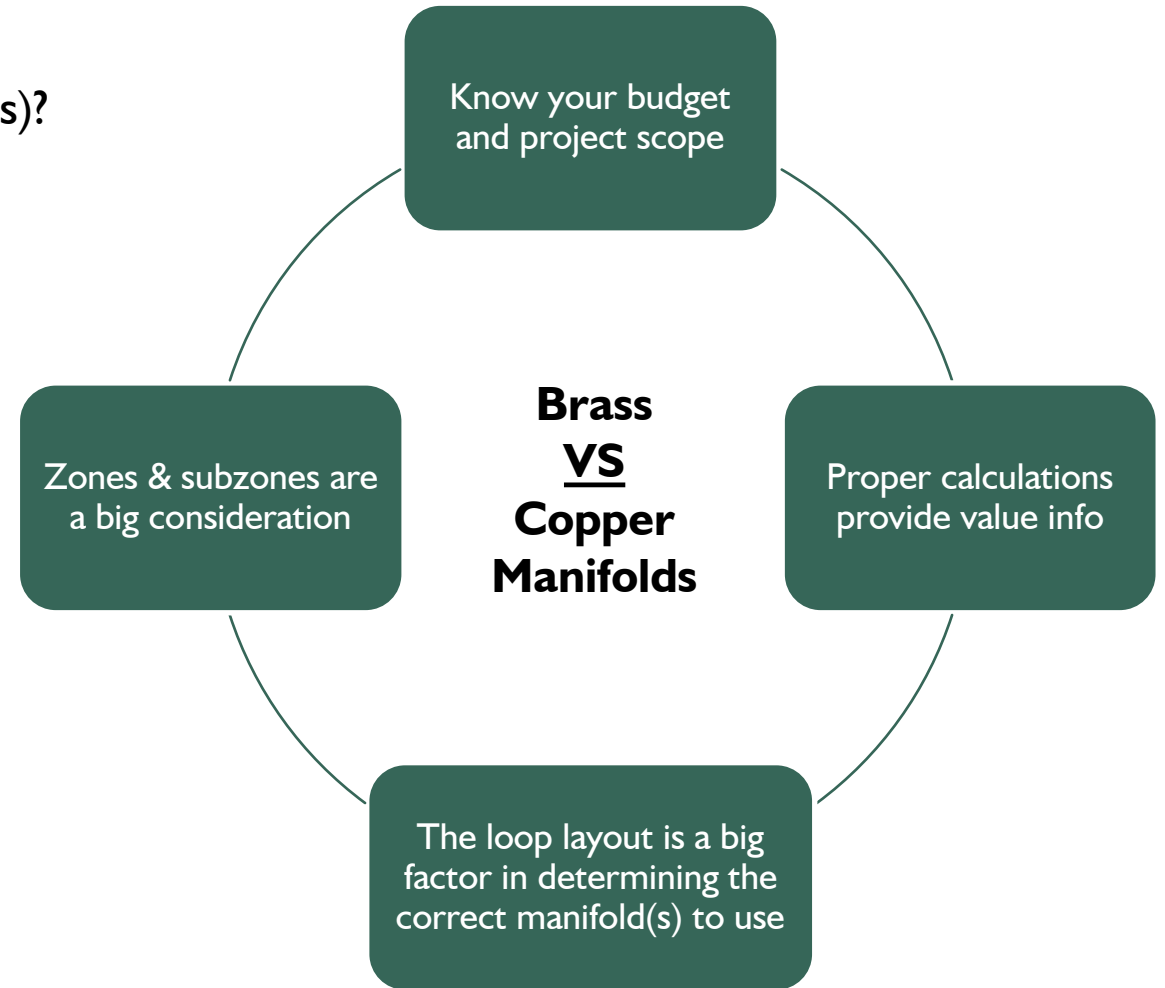 s)?
Know your budget
and project scope
Zones & subzones are
a big consideration
Brass
VS
Copper
Manifolds
Proper calculations
provide value info
The loop layout is a big
factor in determining the
correct manifold(s) to use